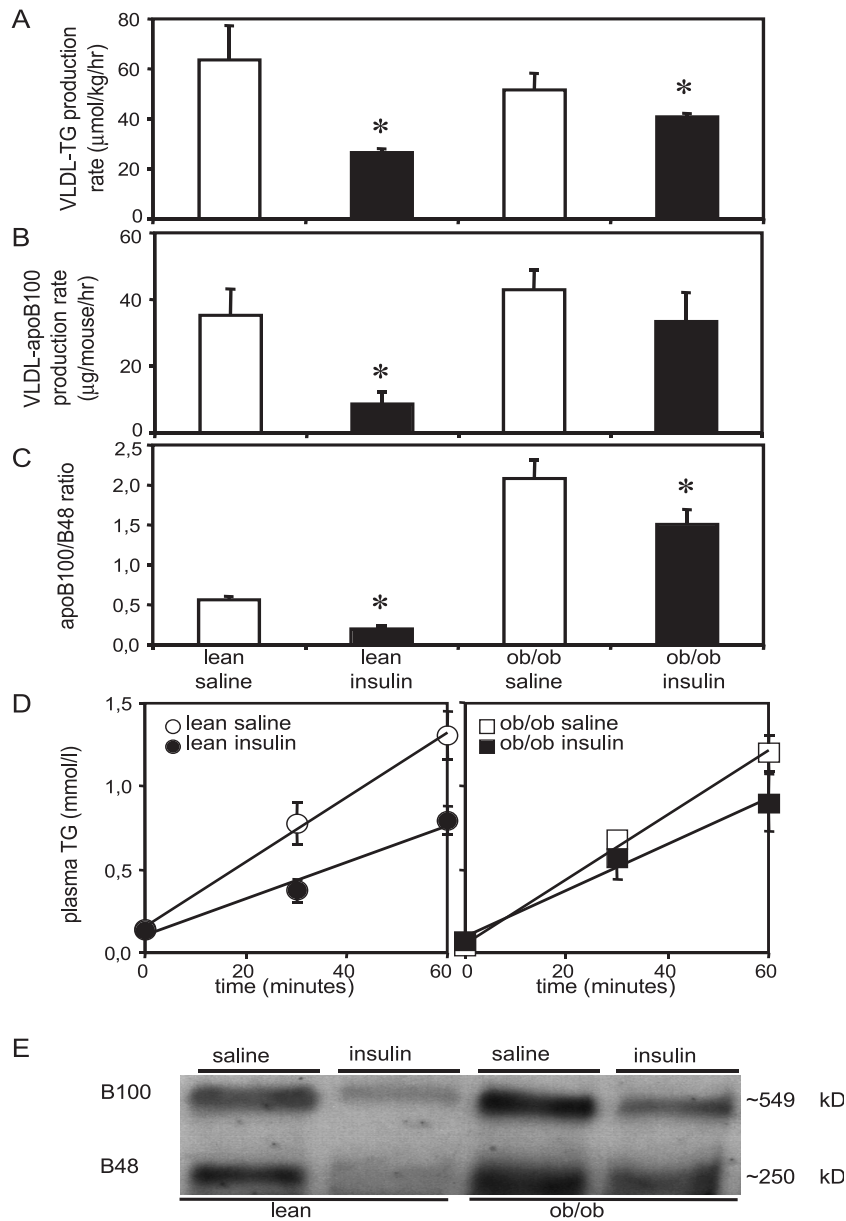 A
VLDL-TG production
rate (µmol/kg/hr)
80
60
40
20
0
*
*
B
VLDL-apoB100
production rate
(µg/mouse/hr)
60
40
20
0
*
C
apoB100/B48 ratio
2,5
2,0
1,5
1,0
0,5
0,0
*
*
lean
saline
lean
insulin
ob/ob
saline
ob/ob
insulin
D
plasma TG (mmol/l)
1,5
1,0
0,5
0,0
lean saline
lean insulin
0 20 40 60
time (minutes)
ob/ob saline
ob/ob insulin
0 20 40 60
time (minutes)
E
saline insulin saline insulin
B100 ~549 kD
B48 ~250 kD
lean ob/ob